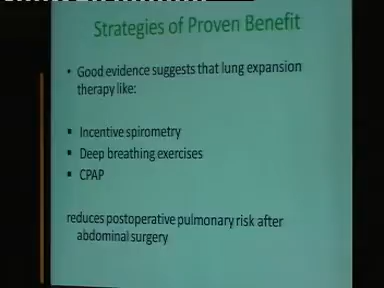 Strategies of Proven Benefit
• Good evidence suggests that lung expansion
therapy like:
▪ Incentive spirometry
▪ Deep breathing exercises
▪ CPAP
reduces postoperative pulmonary risk after
abdominal surgery